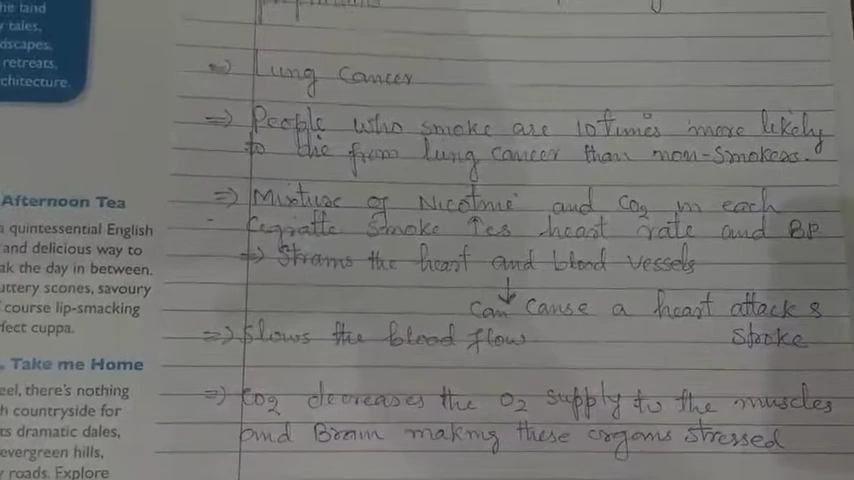 he land
y tales,
dscapes,
retreats,
chitecture.
⇒ Lung cancer
⇒ People who smoke are 10 times more likely
to die from lung cancer than non-smokers.
⇒ Mixture of Nicotine and CO2 in each
Cegiratte Smoke ↑es heart rate and BP
⇒ Strains the heart and blood vessels
↓
can cause a heart attack &
Stroke
⇒ Slows the blood flow
⇒ CO2 decreases the O2 supply to the muscles
and Brain making these organs stressed
Afternoon Tea
a quintessential English
and delicious way to
ak the day in between.
uttery scones, savoury
course lip-smacking
fect cuppa.
. Take me Home
eel, there's nothing
h countryside for
ts dramatic dales,
evergreen hills,
y roads. Explore